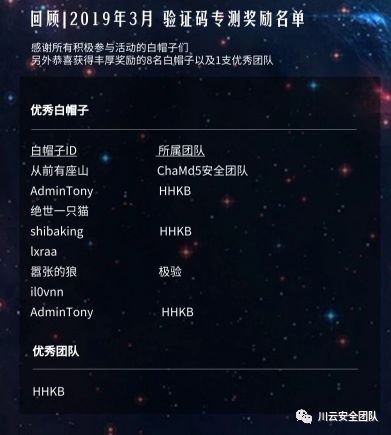 回顾|2019年3月 验证码专测奖励名单
感谢所有积极参与活动的白帽子们
另外恭喜获得丰厚奖励的8名白帽子以及1支优秀团队
优秀白帽子
白帽子iD 所属团队
从前有座山 ChaMd5安全团队
AdminTony HHKB
绝世一只猫
shibaking HHKB
lxraa
嚣张的狼 极验
il0vnn
AdminTony HHKB
优秀团队
HHKB
川云安全团队